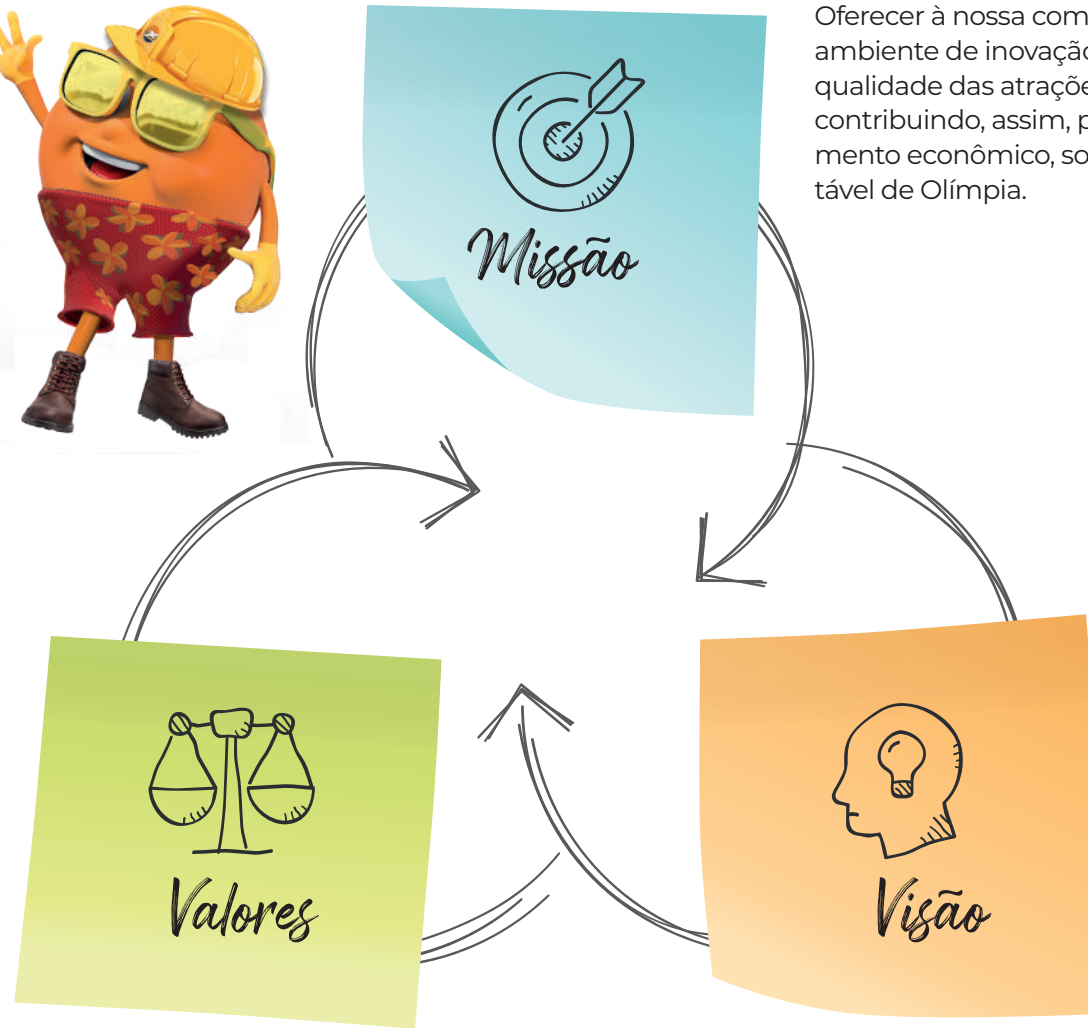 Oferecer à nossa com
ambiente de inovação
qualidade das atraçõe
contribuindo, assim, p
mento econômico, so
tável de Olímpia.
Missão
Valores
Visão